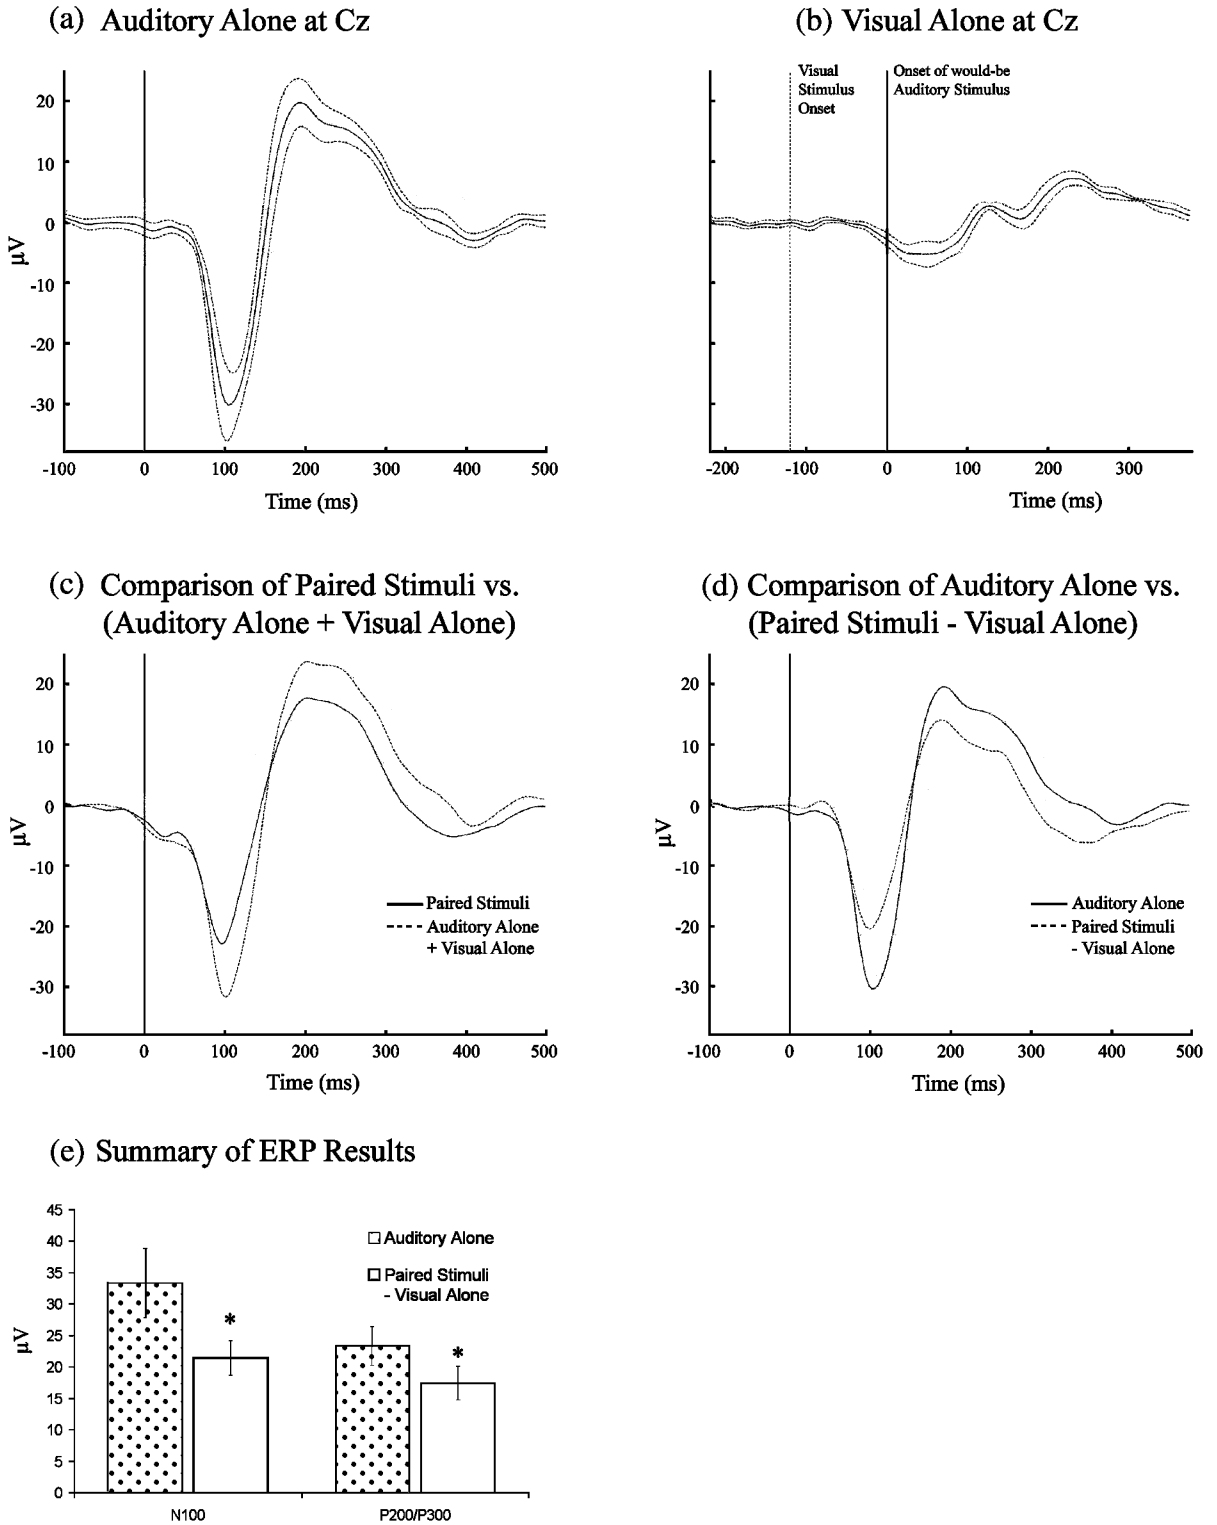 (a) Auditory Alone at Cz
20
10
0
-10
-20
-30
µV
-100 0 100 200 300 400 500
Time (ms)
(b) Visual Alone at Cz
Visual
Stimulus
Onset
Onset of would-be
Auditory Stimulus
-200 -100 0 100 200 300
Time (ms)
(c) Comparison of Paired Stimuli vs.
(Auditory Alone + Visual Alone)
20
10
0
-10
-20
-30
µV
Paired Stimuli
Auditory Alone
+ Visual Alone
-100 0 100 200 300 400 500
Time (ms)
(d) Comparison of Auditory Alone vs.
(Paired Stimuli - Visual Alone)
20
10
0
-10
-20
-30
µV
Auditory Alone
Paired Stimuli
- Visual Alone
-100 0 100 200 300 400 500
Time (ms)
(e) Summary of ERP Results
45
40
35
30
25
20
15
10
5
0
µV
Auditory Alone
Paired Stimuli
- Visual Alone
*
*
N100 P200/P300